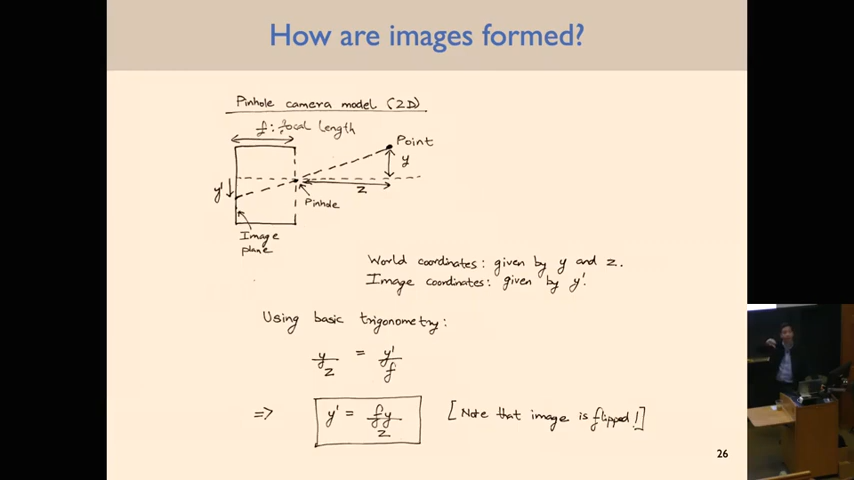 How are images formed?
Pinhole camera model (2D)
f: focal length
Point
y
y'
z
Pinhole
Image
plane
World coordinates: given by y and z.
Image coordinates: given by y'.
Using basic trigonometry:
y/z = y'/f
=> y' = fy/z [Note that image is flipped!]
26